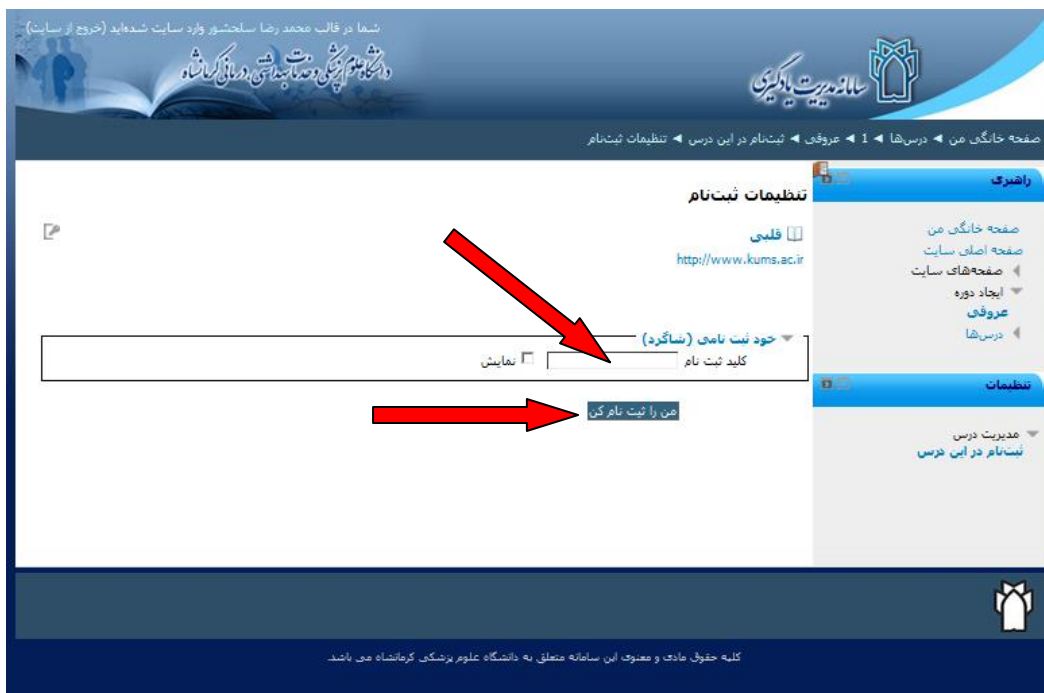 شما در قالب محمد رضا سلحشور وارد سایت شده‌اید (خروج از سایت)
دانشگاه علوم پزشکی و خدمات بهداشتی درمانی کرمانشاه
سامانه مدیریت یادگیری
صفحه خانگی من ◄ درس‌ها ◄ 1 ◄ عروقی ◄ ثبت‌نام در این درس ◄ تنظیمات ثبت‌نام
راهبری
صفحه خانگی من
صفحه اصلی سایت
صفحه‌های سایت
ایجاد دوره
عروقی
درس‌ها
تنظیمات
مدیریت درس
ثبت‌نام در این درس
تنظیمات ثبت‌نام
قلبی
http://www.kums.ac.ir
خود ثبت نامی (شاگرد)
کلید ثبت نام نمایش
من را ثبت نام کن
کلیه حقوق مادی و معنوی این سامانه متعلق به دانشگاه علوم پزشکی کرمانشاه می باشد.